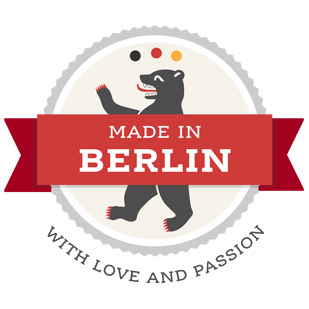 MADE IN
BERLIN
WITH LOVE AND PASSION